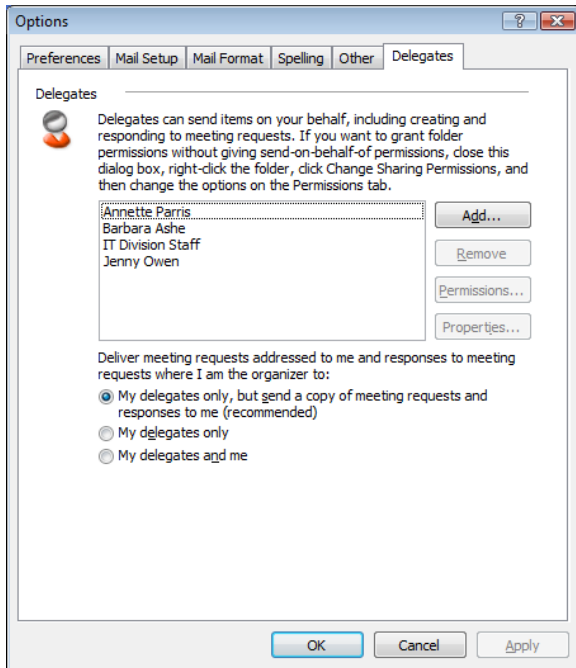 Options
Preferences Mail Setup Mail Format Spelling Other Delegates
Delegates
Delegates can send items on your behalf, including creating and
responding to meeting requests. If you want to grant folder
permissions without giving send-on-behalf-of permissions, close this
dialog box, right-click the folder, click Change Sharing Permissions, and
then change the options on the Permissions tab.
Annette Parris
Barbara Ashe
IT Division Staff
Jenny Owen
Add...
Remove
Permissions...
Properties...
Deliver meeting requests addressed to me and responses to meeting
requests where I am the organizer to:
My delegates only, but send a copy of meeting requests and
responses to me (recommended)
My delegates only
My delegates and me
OK Cancel Apply